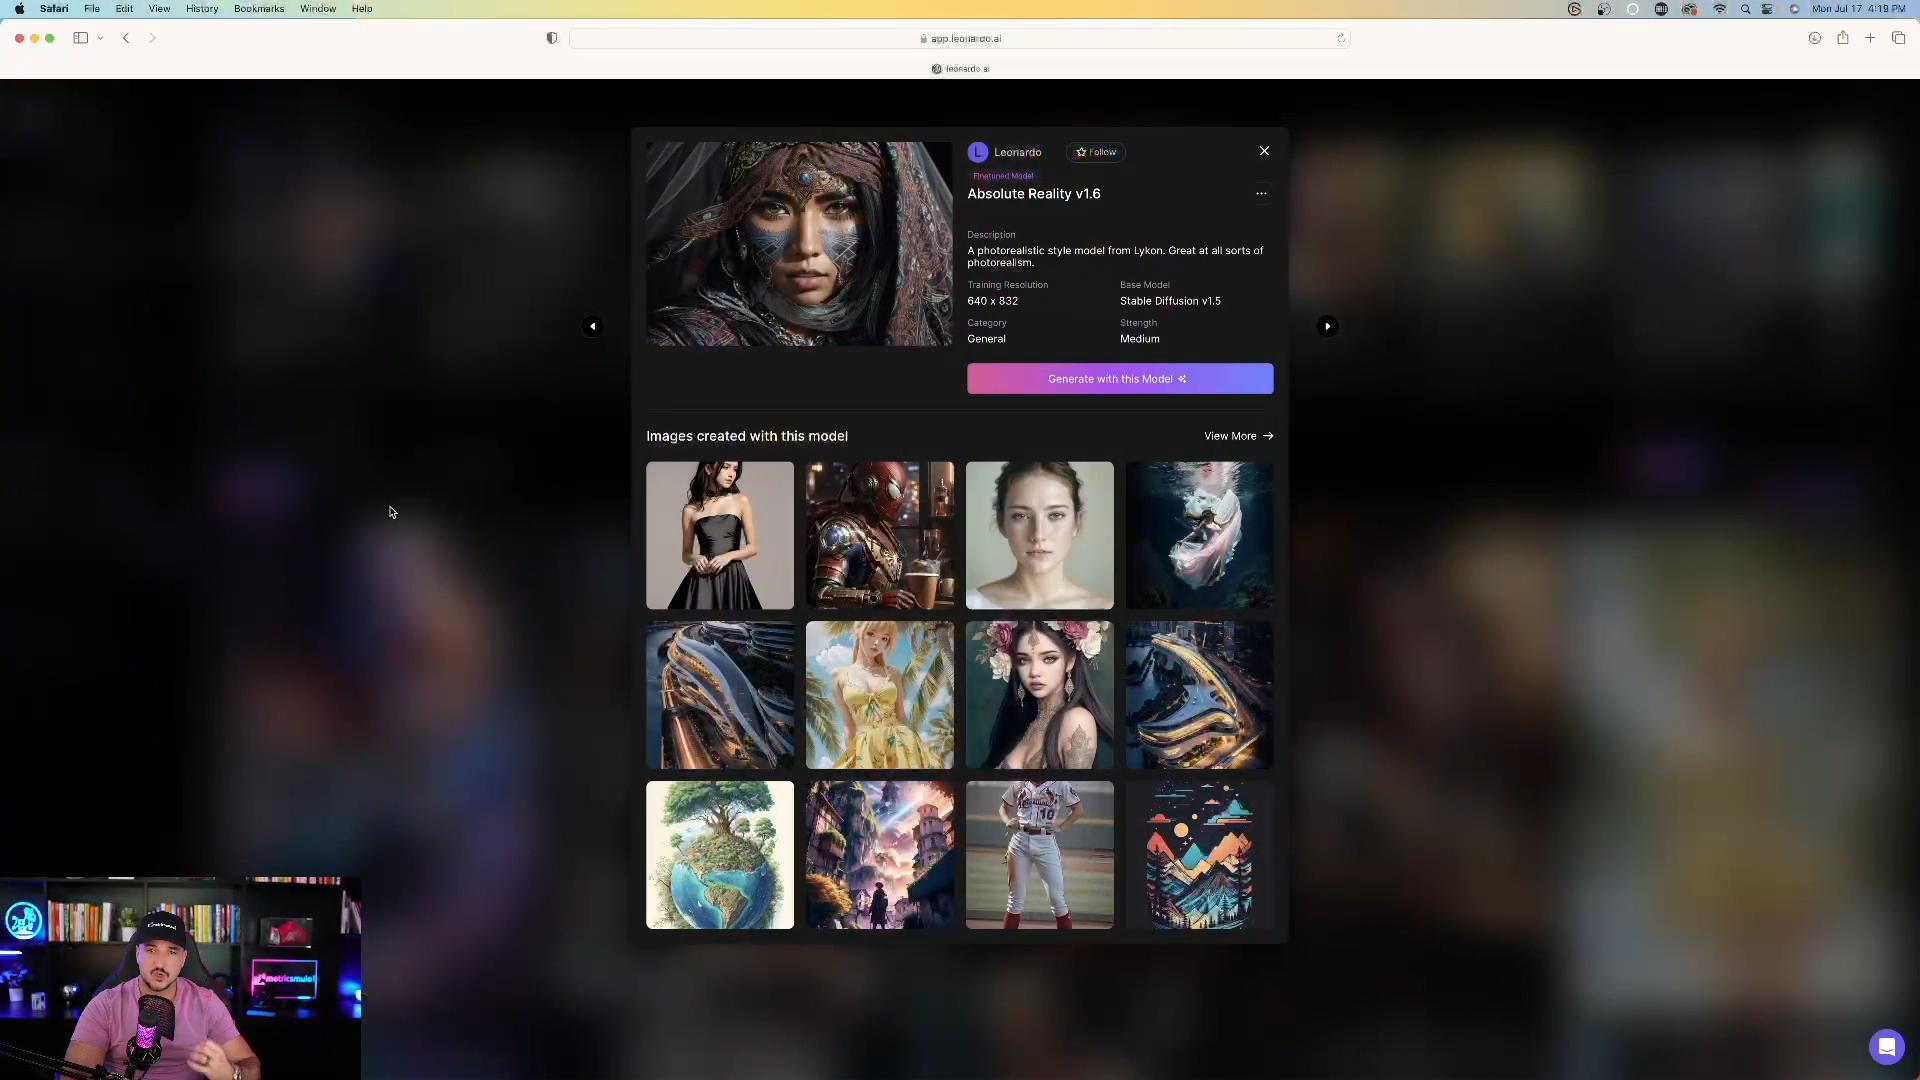 Safari File Edit View History Bookmarks Window Help
Mon Jul 17 4:19 PM
app.leonardo.ai
leonardo.ai
L Leonardo
Follow
Finetuned Model
Absolute Reality v1.6
Description
A photorealistic style model from Lykon. Great at all sorts of
photorealism.
Training Resolution
Base Model
640 x 832
Stable Diffusion v1.5
Category
Strength
General
Medium
Generate with this Model
Images created with this model
View More
10
metricsmule